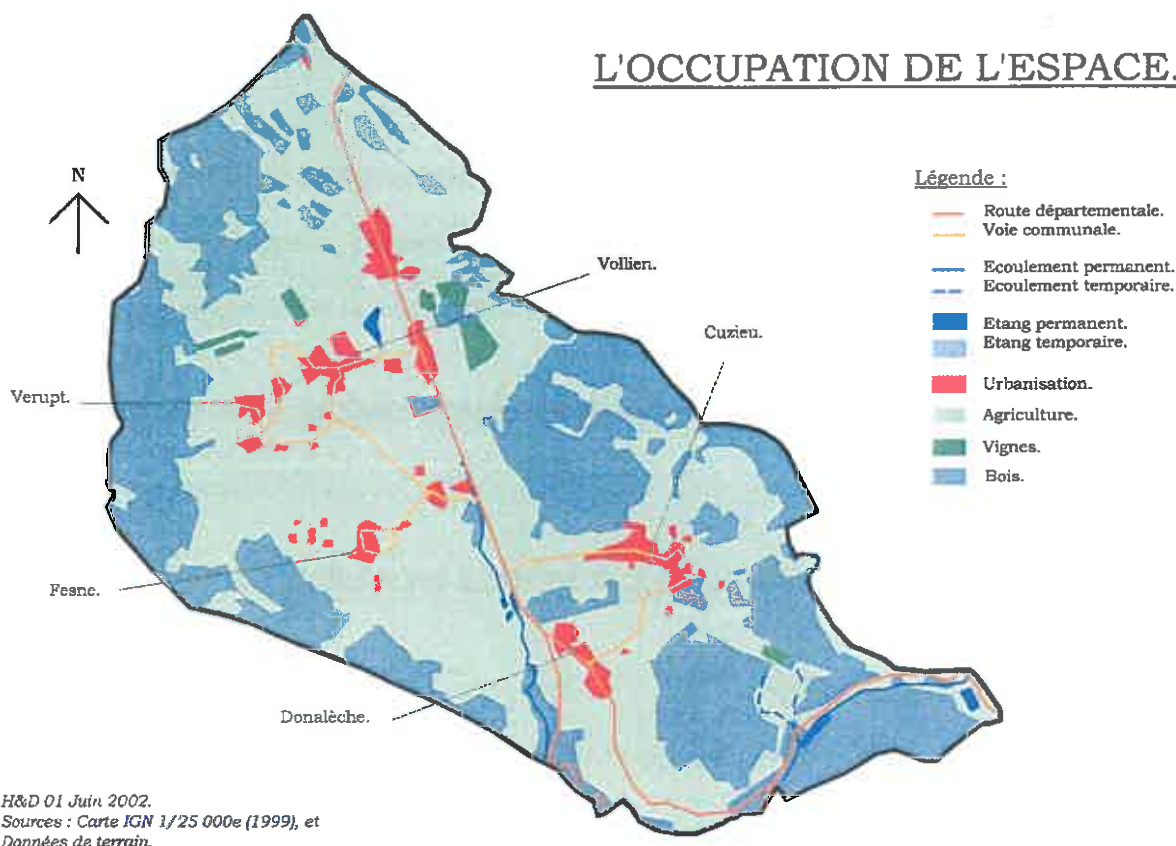 L'OCCUPATION DE L'ESPACE.
N
Légende :
Route départementale.
Voie communale.
Ecoulement permanent.
Ecoulement temporaire.
Etang permanent.
Etang temporaire.
Urbanisation.
Agriculture.
Vignes.
Bois.
Vollien.
Cuzieu.
Verupt.
Fesne.
Donalèche.
H&D 01 Juin 2002.
Sources : Carte IGN 1/25 000e (1999), et
Données de terrain.